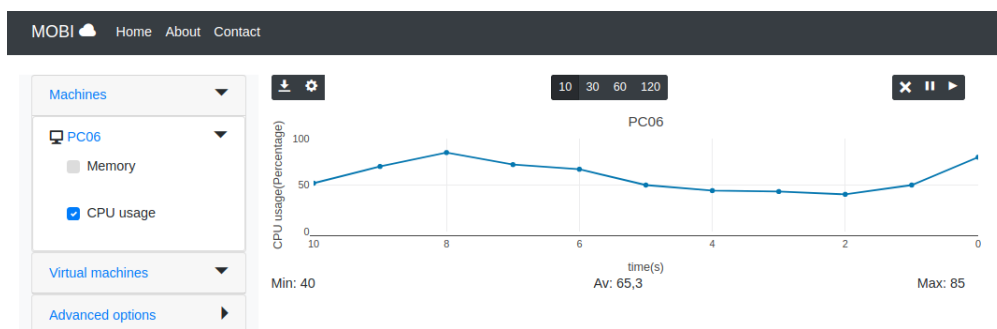 MOBI Home About Contact
Machines
PC06
Memory
CPU usage
Virtual machines
Advanced options
10 30 60 120
PC06
CPU usage(Percentage)
100
50
0
10 8 6 4 2 0
time(s)
Min: 40 Av: 65,3 Max: 85